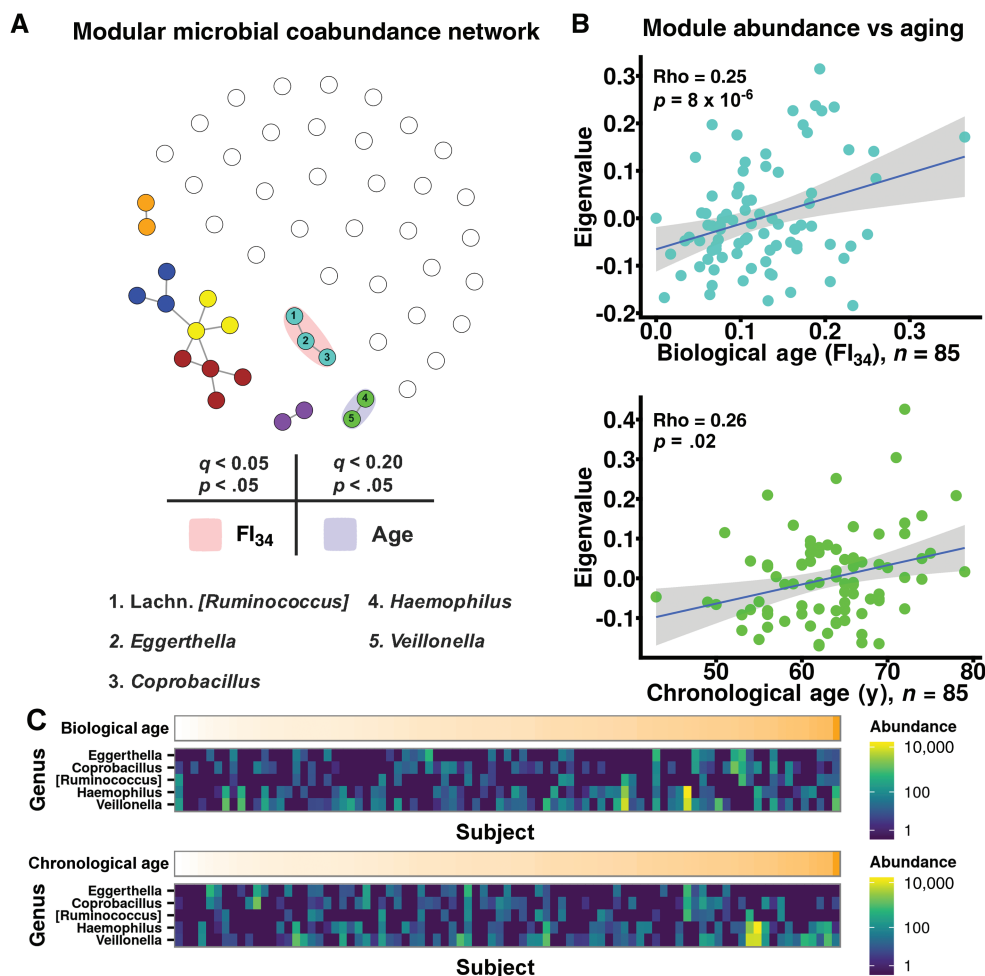 A
Modular microbial coabundance network
1
2
3
4
5
q < 0.05
p < .05
q < 0.20
p < .05
FI34
Age
1. Lachn. [Ruminococcus]
2. Eggerthella
3. Coprobacillus
4. Haemophilus
5. Veillonella
B
Module abundance vs aging
Rho = 0.25
p = 8 x 10-6
Eigenvalue
0.3
0.2
0.1
0.0
-0.1
-0.2
0.0 0.1 0.2 0.3
Biological age (FI34), n = 85
Rho = 0.26
p = .02
Eigenvalue
0.4
0.3
0.2
0.1
0.0
-0.1
50 60 70 80
Chronological age (y), n = 85
C
Biological age
Genus
Eggerthella
Coprobacillus
[Ruminococcus]
Haemophilus
Veillonella
Subject
Abundance
10,000
100
1
Chronological age
Genus
Eggerthella
Coprobacillus
[Ruminococcus]
Haemophilus
Veillonella
Subject
Abundance
10,000
100
1